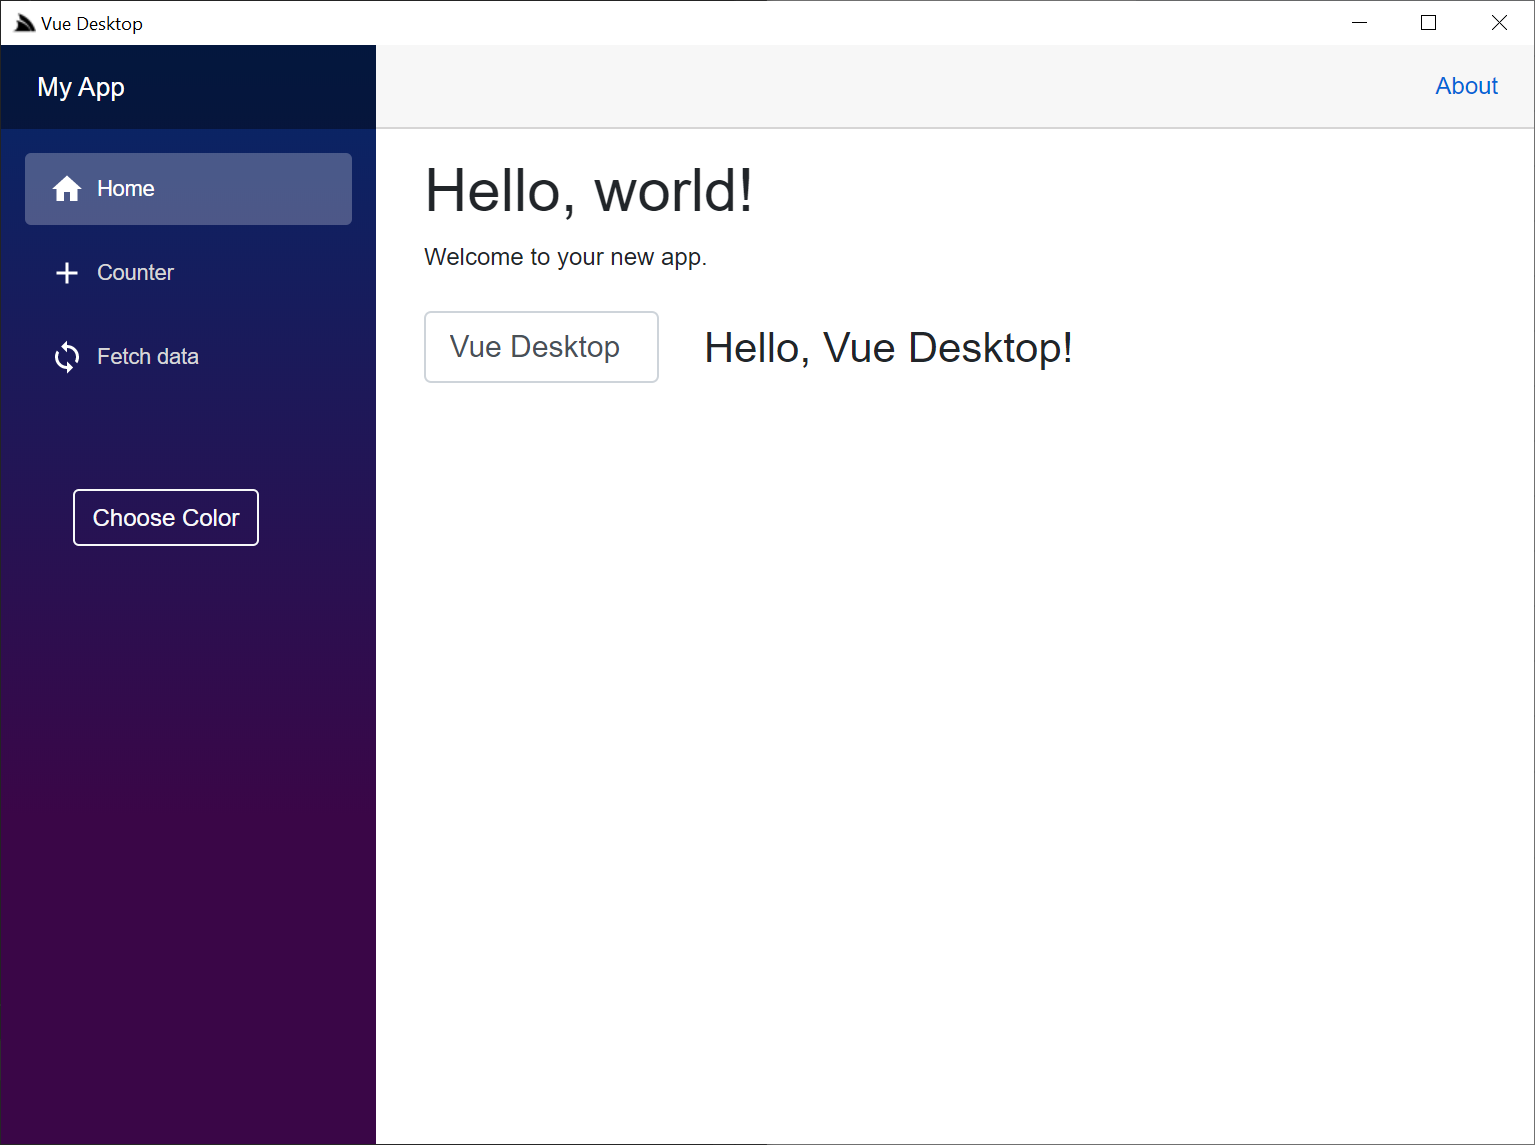 Vue Desktop
My App
About
Home
Counter
Fetch data
Choose Color
Hello, world!
Welcome to your new app.
Vue Desktop
Hello, Vue Desktop!